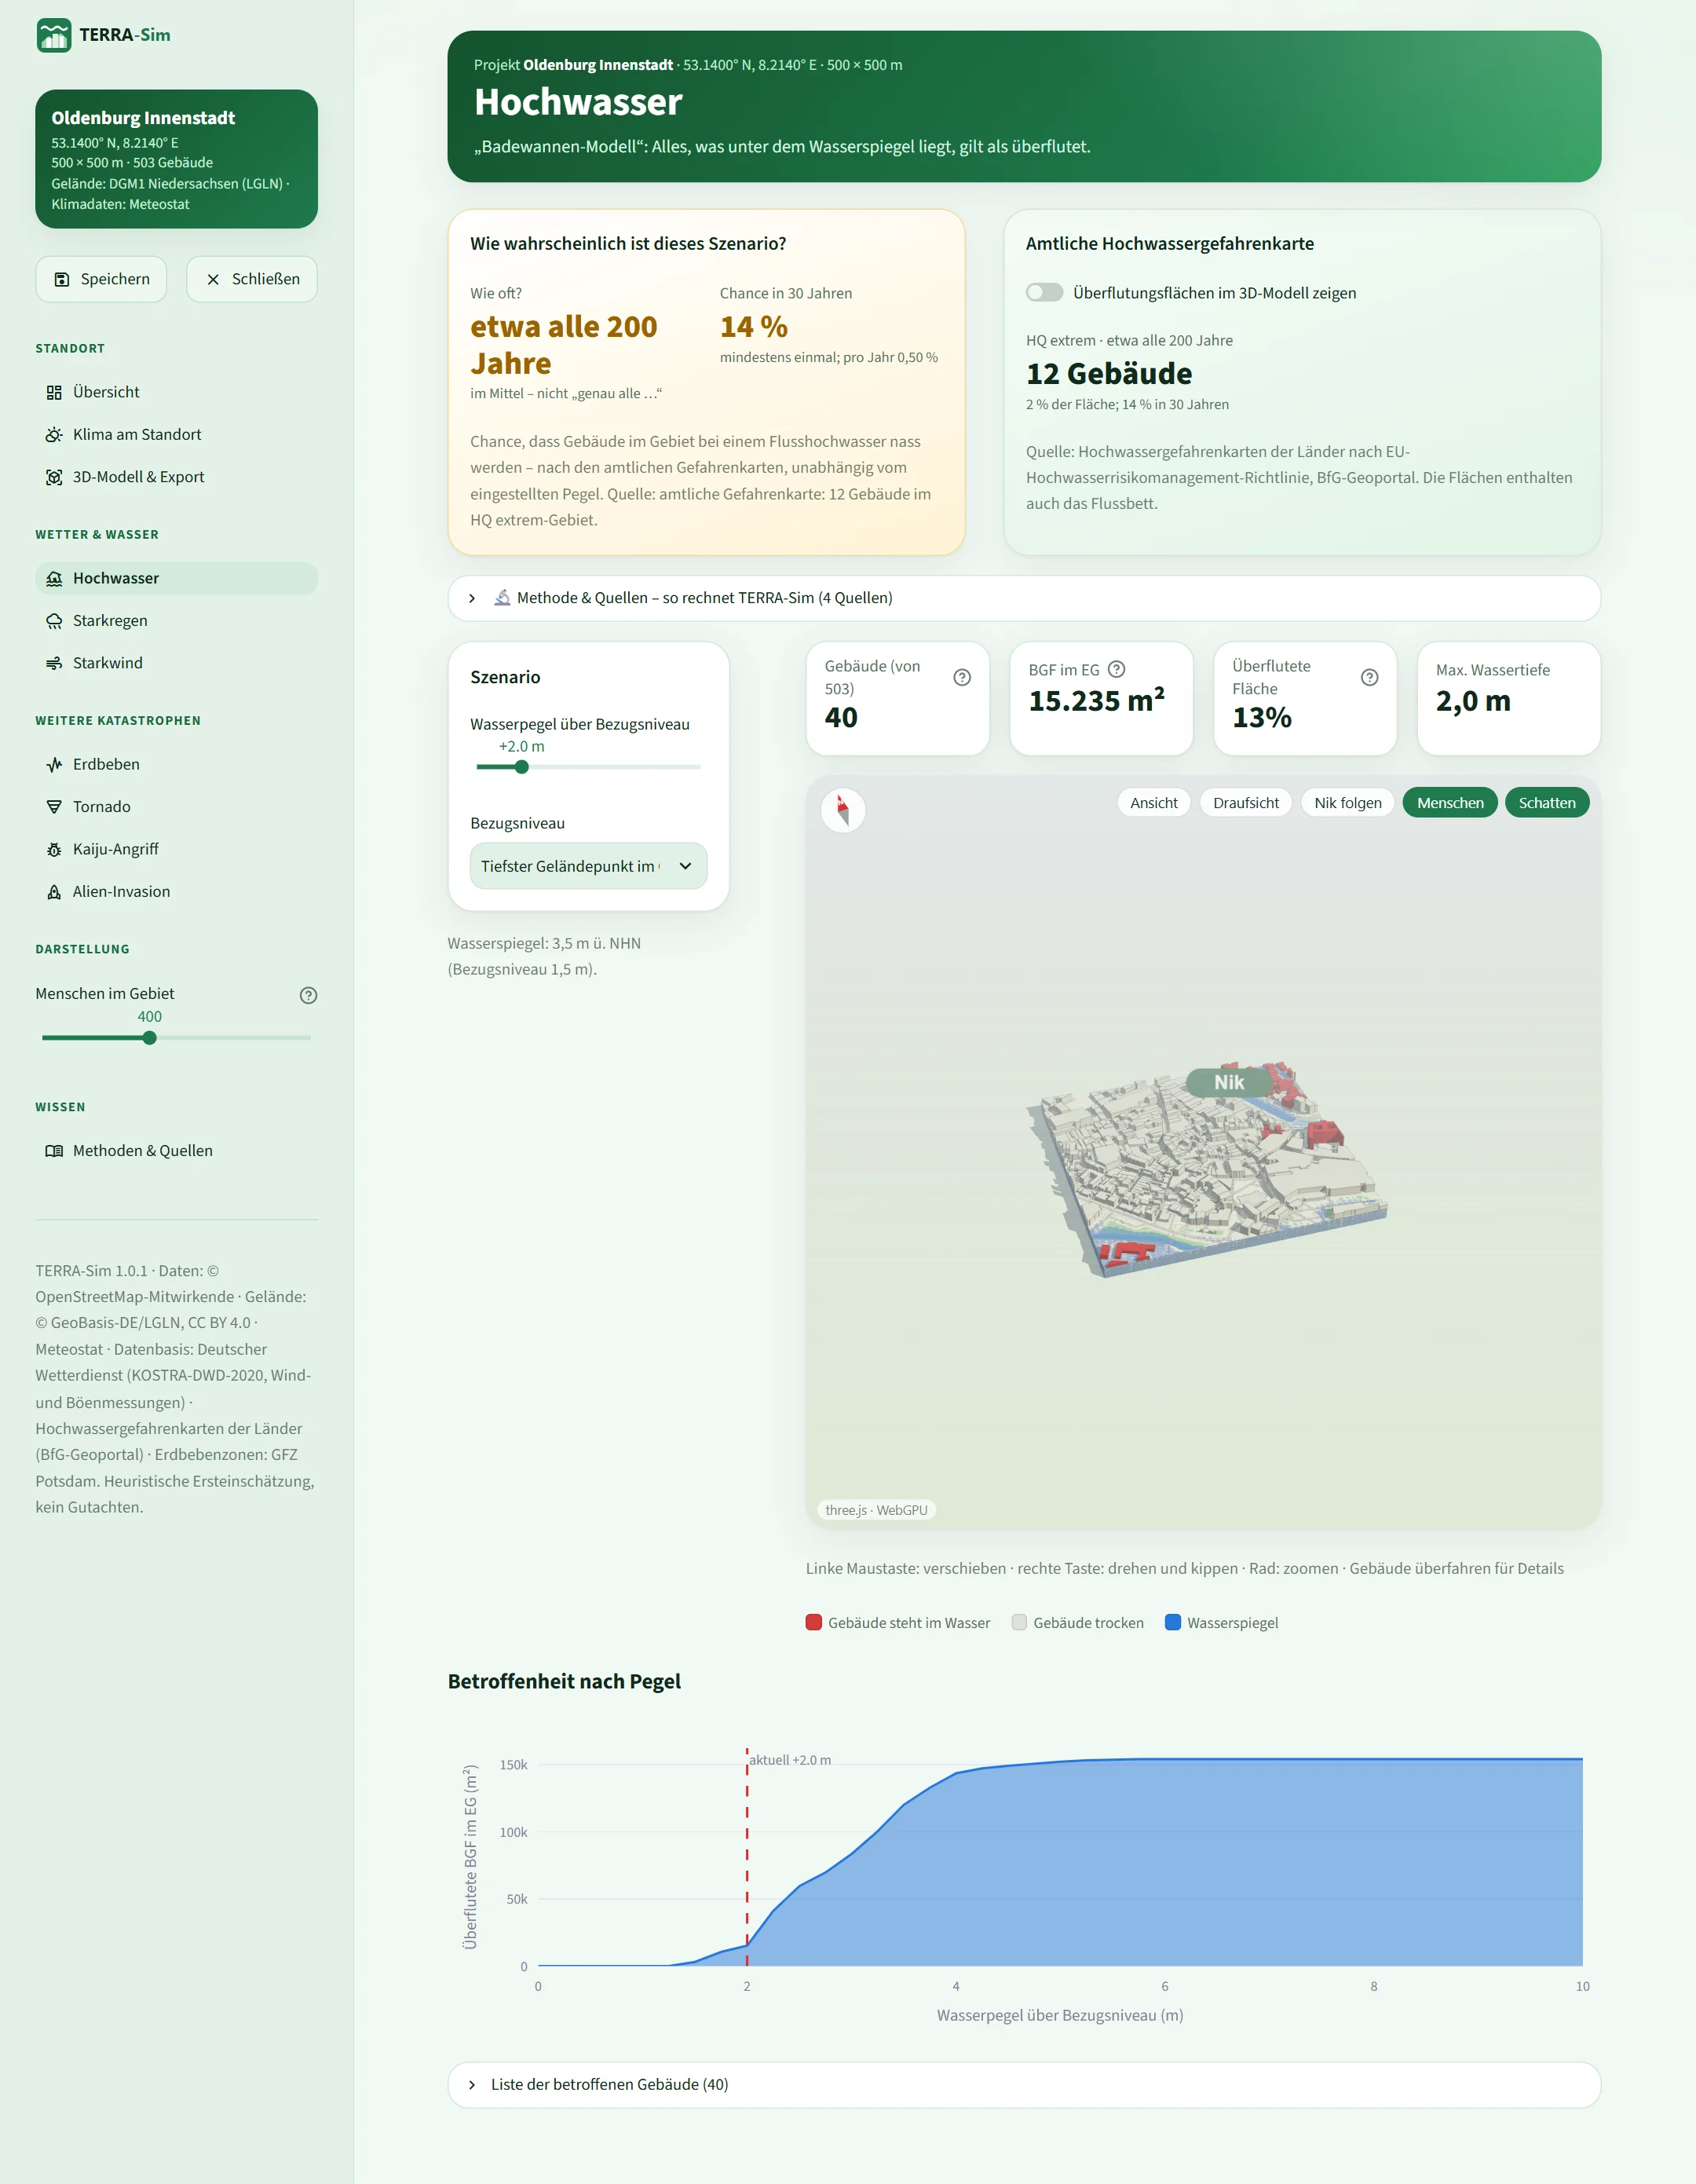 TERRA-Sim
Oldenburg Innenstadt
53.1400° N, 8.2140° E
500 × 500 m · 503 Gebäude
Gelände: DGM1 Niedersachsen (LGLN) ·
Klimadaten: Meteostat
Speichern
Schließen
STANDORT
Übersicht
Klima am Standort
3D-Modell & Export
WETTER & WASSER
Hochwasser
Starkregen
Starkwind
WEITERE KATASTROPHEN
Erdbeben
Tornado
Kaiju-Angriff
Alien-Invasion
DARSTELLUNG
Menschen im Gebiet
400
WISSEN
Methoden & Quellen
TERRA-Sim 1.0.1 · Daten: ©
OpenStreetMap-Mitwirkende · Gelände:
© GeoBasis-DE/LGLN, CC BY 4.0 ·
Meteostat · Datenbasis: Deutscher
Wetterdienst (KOSTRA-DWD-2020, Wind-
und Böenmessungen) ·
Hochwassergefahrenkarten der Länder
(BfG-Geoportal) · Erdbebenzonen: GFZ
Potsdam. Heuristische Ersteinschätzung,
kein Gutachten.
Projekt Oldenburg Innenstadt · 53.1400° N, 8.2140° E · 500 × 500 m
Hochwasser
„Badewannen-Modell“: Alles, was unter dem Wasserspiegel liegt, gilt als überflutet.
Wie wahrscheinlich ist dieses Szenario?
Wie oft?
etwa alle 200
Jahre
im Mittel – nicht „genau alle …“
Chance in 30 Jahren
14 %
mindestens einmal; pro Jahr 0,50 %
Chance, dass Gebäude im Gebiet bei einem Flusshochwasser nass
werden – nach den amtlichen Gefahrenkarten, unabhängig vom
eingestellten Pegel. Quelle: amtliche Gefahrenkarte: 12 Gebäude im
HQ extrem-Gebiet.
Amtliche Hochwassergefahrenkarte
Überflutungsflächen im 3D-Modell zeigen
HQ extrem · etwa alle 200 Jahre
12 Gebäude
2 % der Fläche; 14 % in 30 Jahren
Quelle: Hochwassergefahrenkarten der Länder nach EU-
Hochwasserrisikomanagement-Richtlinie, BfG-Geoportal. Die Flächen enthalten
auch das Flussbett.
Methode & Quellen – so rechnet TERRA-Sim (4 Quellen)
Szenario
Wasserpegel über Bezugsniveau
+2.0 m
Bezugsniveau
Tiefster Geländepunkt im
Wasserspiegel: 3,5 m ü. NHN
(Bezugsniveau 1,5 m).
Gebäude (von
503)
40
BGF im EG
15.235 m²
Überflutete
Fläche
13%
Max. Wassertiefe
2,0 m
Ansicht
Draufsicht
Nik folgen
Menschen
Schatten
Nik
three.js · WebGPU
Linke Maustaste: verschieben · rechte Taste: drehen und kippen · Rad: zoomen · Gebäude überfahren für Details
Gebäude steht im Wasser
Gebäude trocken
Wasserspiegel
Betroffenheit nach Pegel
aktuell +2.0 m
Überflutete BGF im EG (m²)
150k
100k
50k
0
0
2
4
6
8
10
Wasserpegel über Bezugsniveau (m)
Liste der betroffenen Gebäude (40)